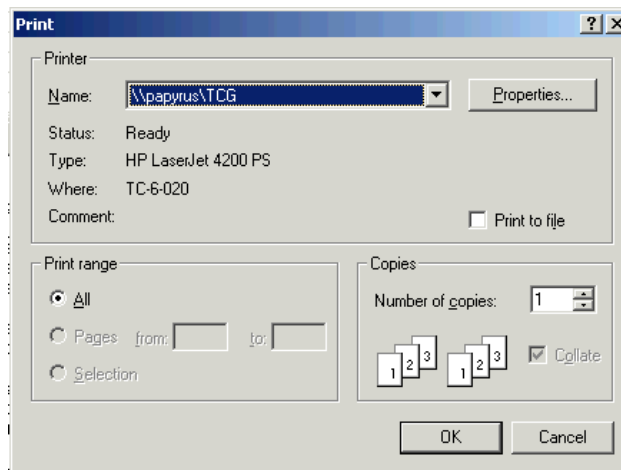 Print
Printer
Name: \\papyrus\TCG Properties...
Status: Ready
Type: HP LaserJet 4200 PS
Where: TC-6-020
Comment: Print to file
Print range
All
Pages from: to:
Selection
Copies
Number of copies: 1
1 2 3 1 2 3 Collate
OK Cancel